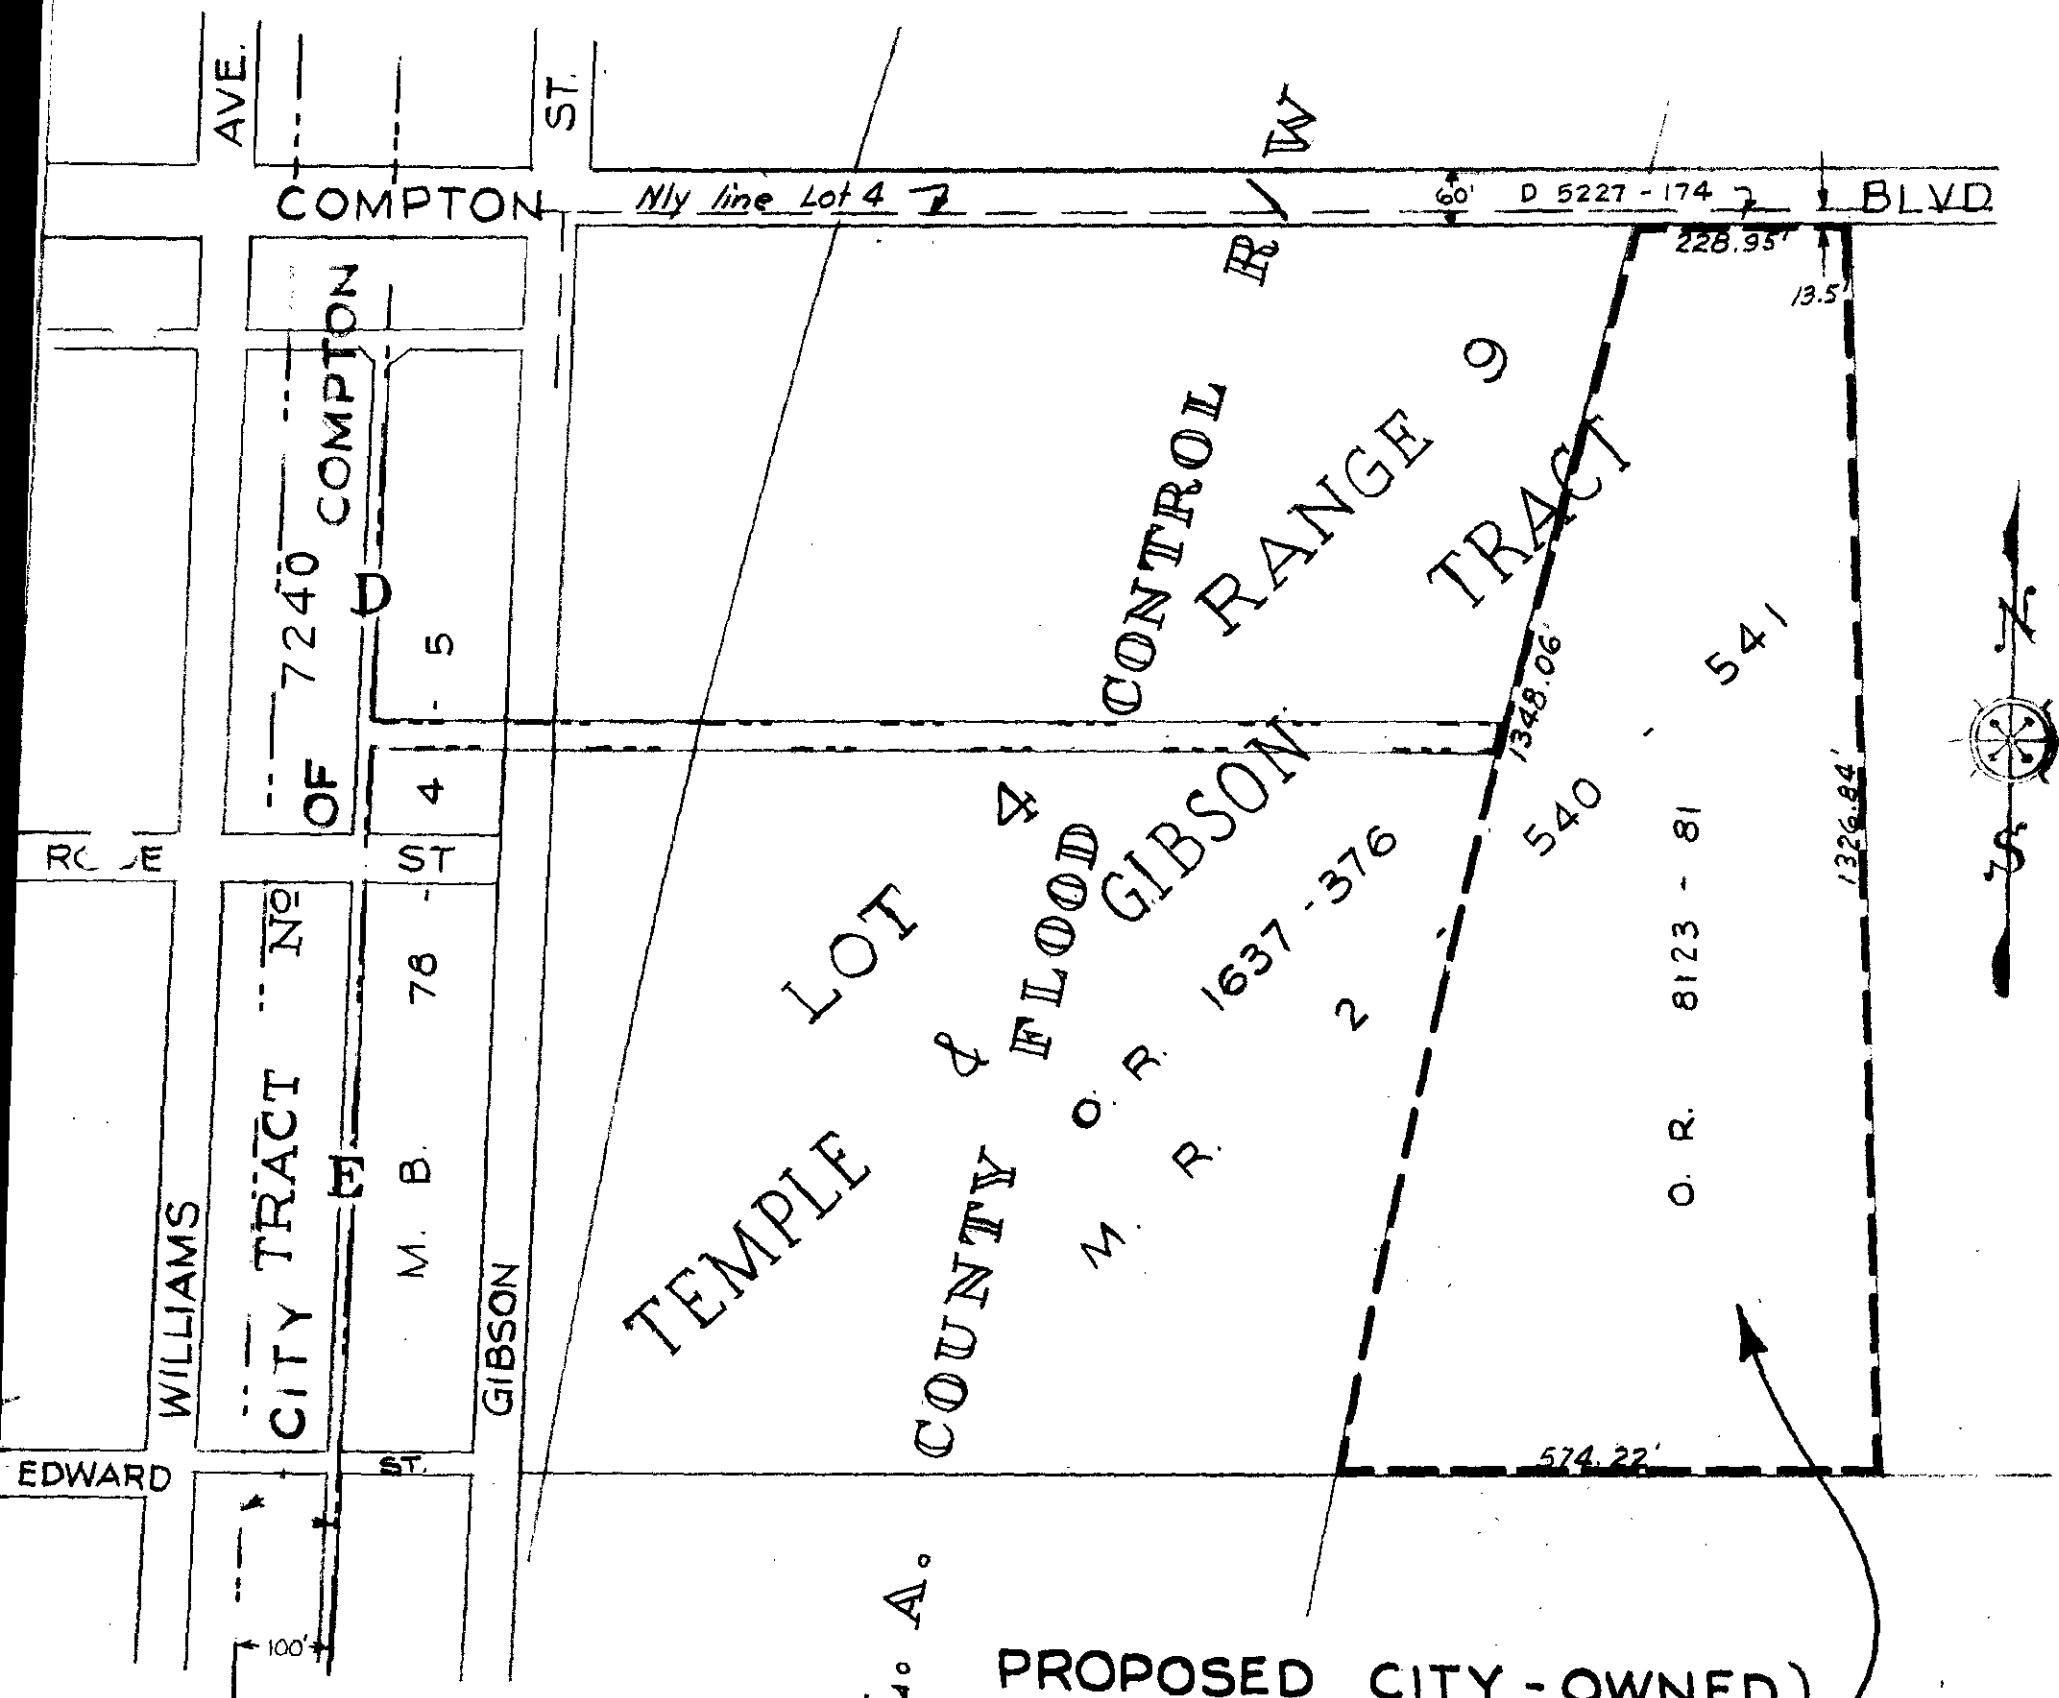 AVE.
ST.
COMPTON BLVD.
Nly line Lot 4
60'
D 5227-174
228.95'
13.5'
CITY OF COMPTON
TRACT Nº 7240
M. B. 78 - 4 - 5
D
E
ST
WILLIAMS
GIBSON
EDWARD ST.
100'
L. A. COUNTY FLOOD CONTROL R/W
O. R. 1637-376
LOT 4 RANGE 9
TEMPLE & GIBSON TRACT
M. R. 2 - 540 - 541
1348.06'
1326.84'
O. R. 8123 - 81
574.22'
N
S
PROPOSED CITY-OWNED)